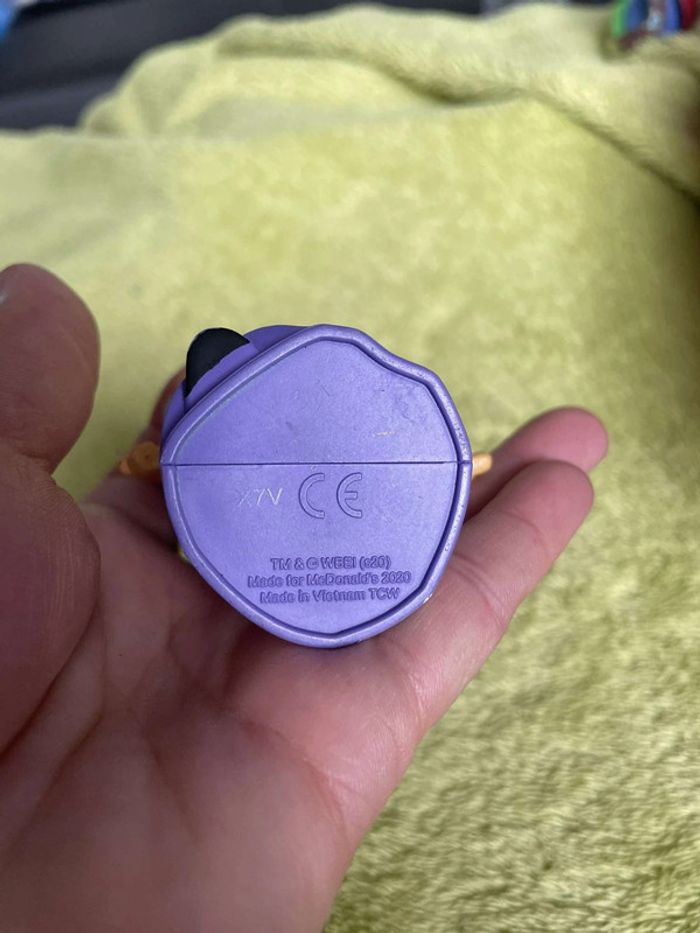 X7V CE
TM & © WBEI (s20)
Made for McDonald's 2020
Made in Vietnam TCW